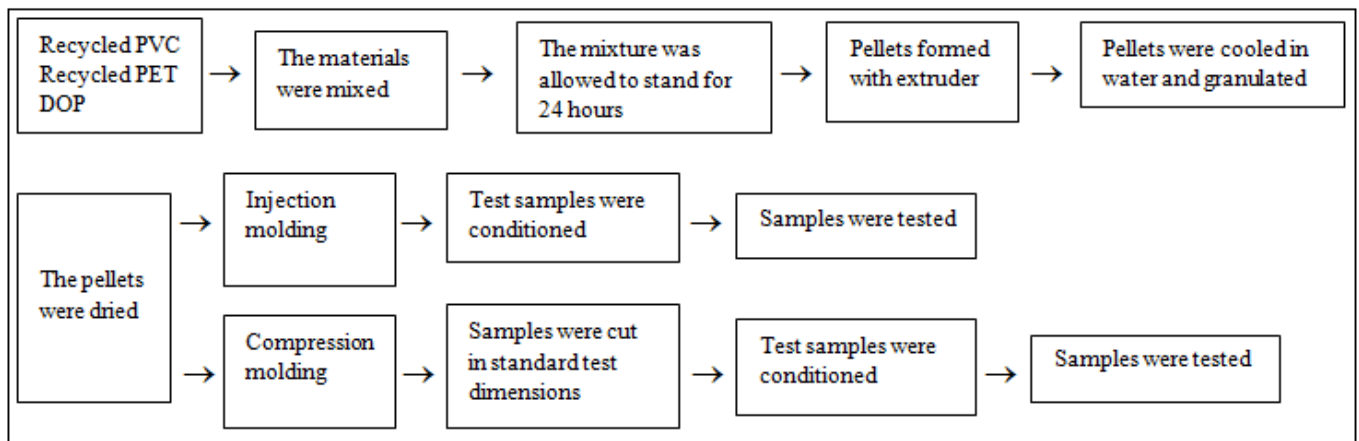 Recycled PVC
Recycled PET
DOP
→
The materials
were mixed
→
The mixture was
allowed to stand for
24 hours
→
Pellets formed
with extruder
→
Pellets were cooled in
water and granulated
The pellets
were dried
→
Injection
molding
→
Test samples were
conditioned
→
Samples were tested
→
Compression
molding
→
Samples were cut
in standard test
dimensions
→
Test samples were
conditioned
→
Samples were tested